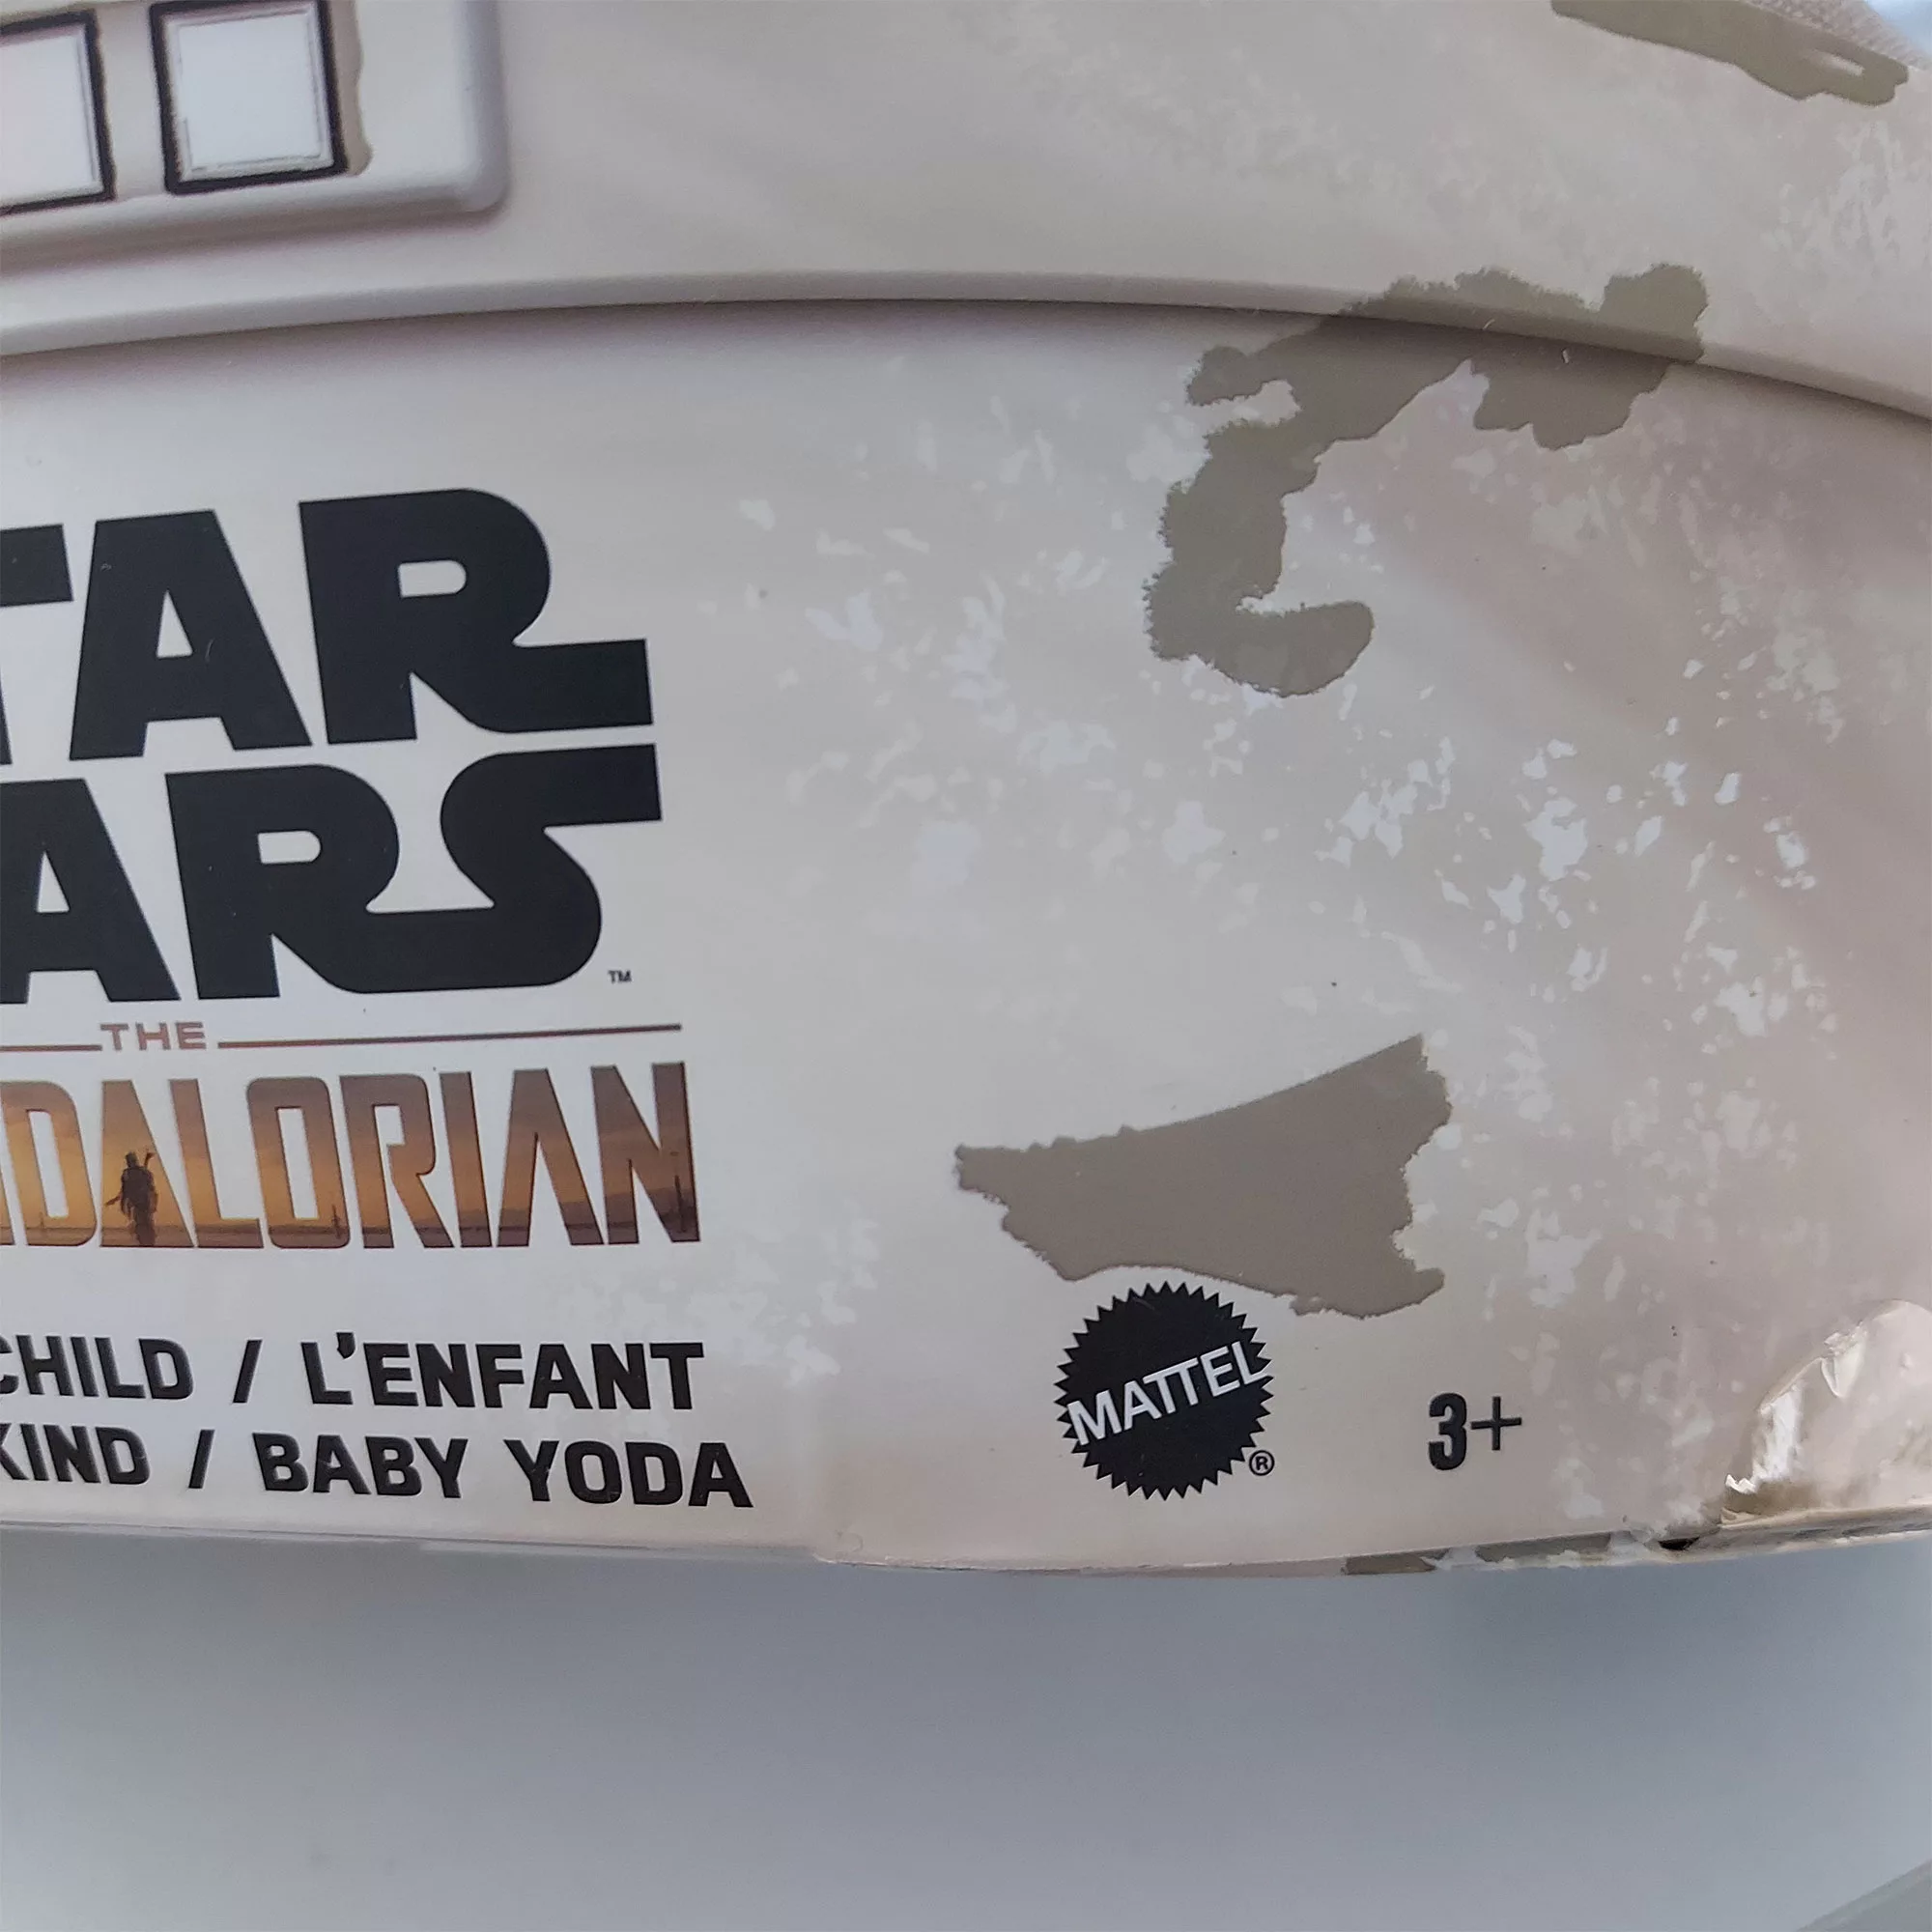 TAR
ARS
TM
THE
DALORIAN
CHILD / L'ENFANT
KIND / BABY YODA
MATTEL
®
3+